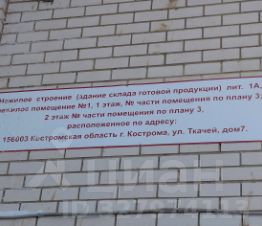 Нежилое строение (здание склада готовой продукции) лит. 1А,
нежилое помещение №1, 1 этаж, № части помещения по плану 3,
2 этаж № части помещения по плану 3,
расположенное по адресу:
156003 Костромская область г. Кострома, ул. Ткачей, дом7.
циан